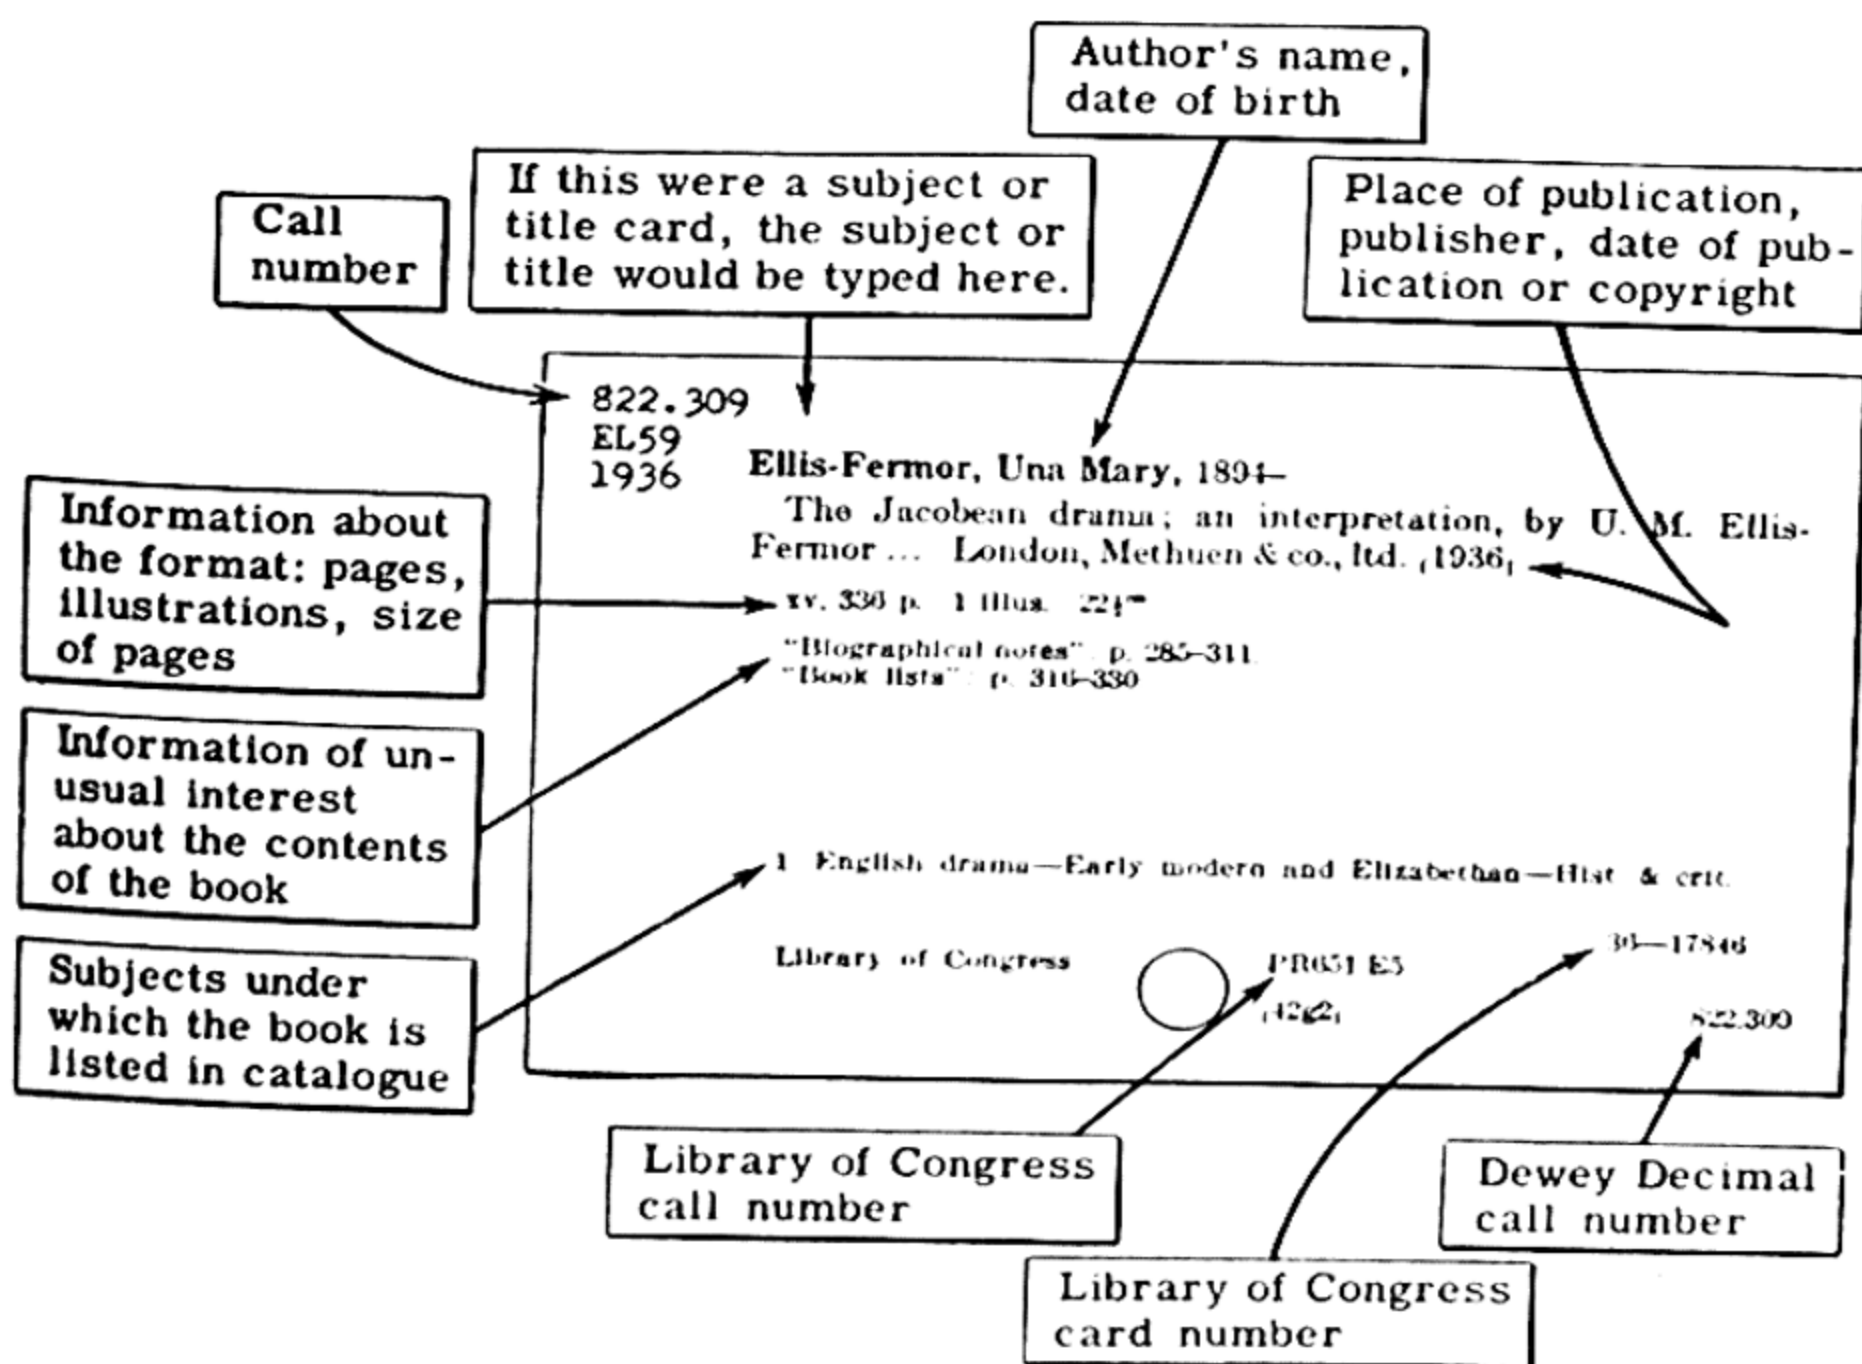 Author's name,
date of birth
If this were a subject or
title card, the subject or
title would be typed here.
Place of publication,
publisher, date of pub-
lication or copyright
Call
number
822.309
EL59
1936
Ellis-Fermor, Una Mary, 1894–
The Jacobean drama; an interpretation, by U. M. Ellis-
Fermor ... London, Methuen & co., ltd. [1936]
xv, 336 p. 1 illus.
"Biographical notes": p. 285–311.
"Book lists": p. 316–330
Information about
the format: pages,
illustrations, size
of pages
Information of un-
usual interest
about the contents
of the book
Subjects under
which the book is
listed in catalogue
1 English drama—Early modern and Elizabethan—Hist & crit.
36—17846
Library of Congress
PR651 E5
[42g2]
822.309
Library of Congress
call number
Dewey Decimal
call number
Library of Congress
card number